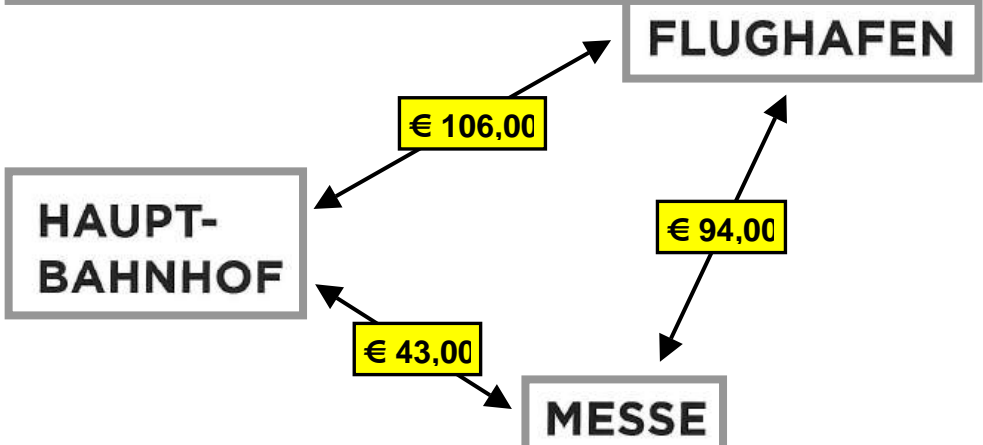 FLUGHAFEN
€ 106,00
HAUPT-
BAHNHOF
€ 94,00
€ 43,00
MESSE